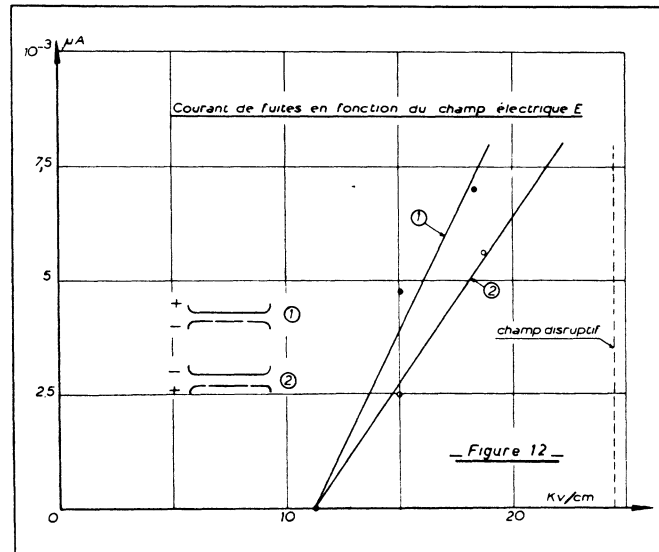 10⁻³ µA
Courant de fuites en fonction du champ électrique E
7,5
①
5
②
+ ①
−
champ disruptif
− ②
+
2,5
_ Figure 12 _
Kv/cm
0 10 15 20